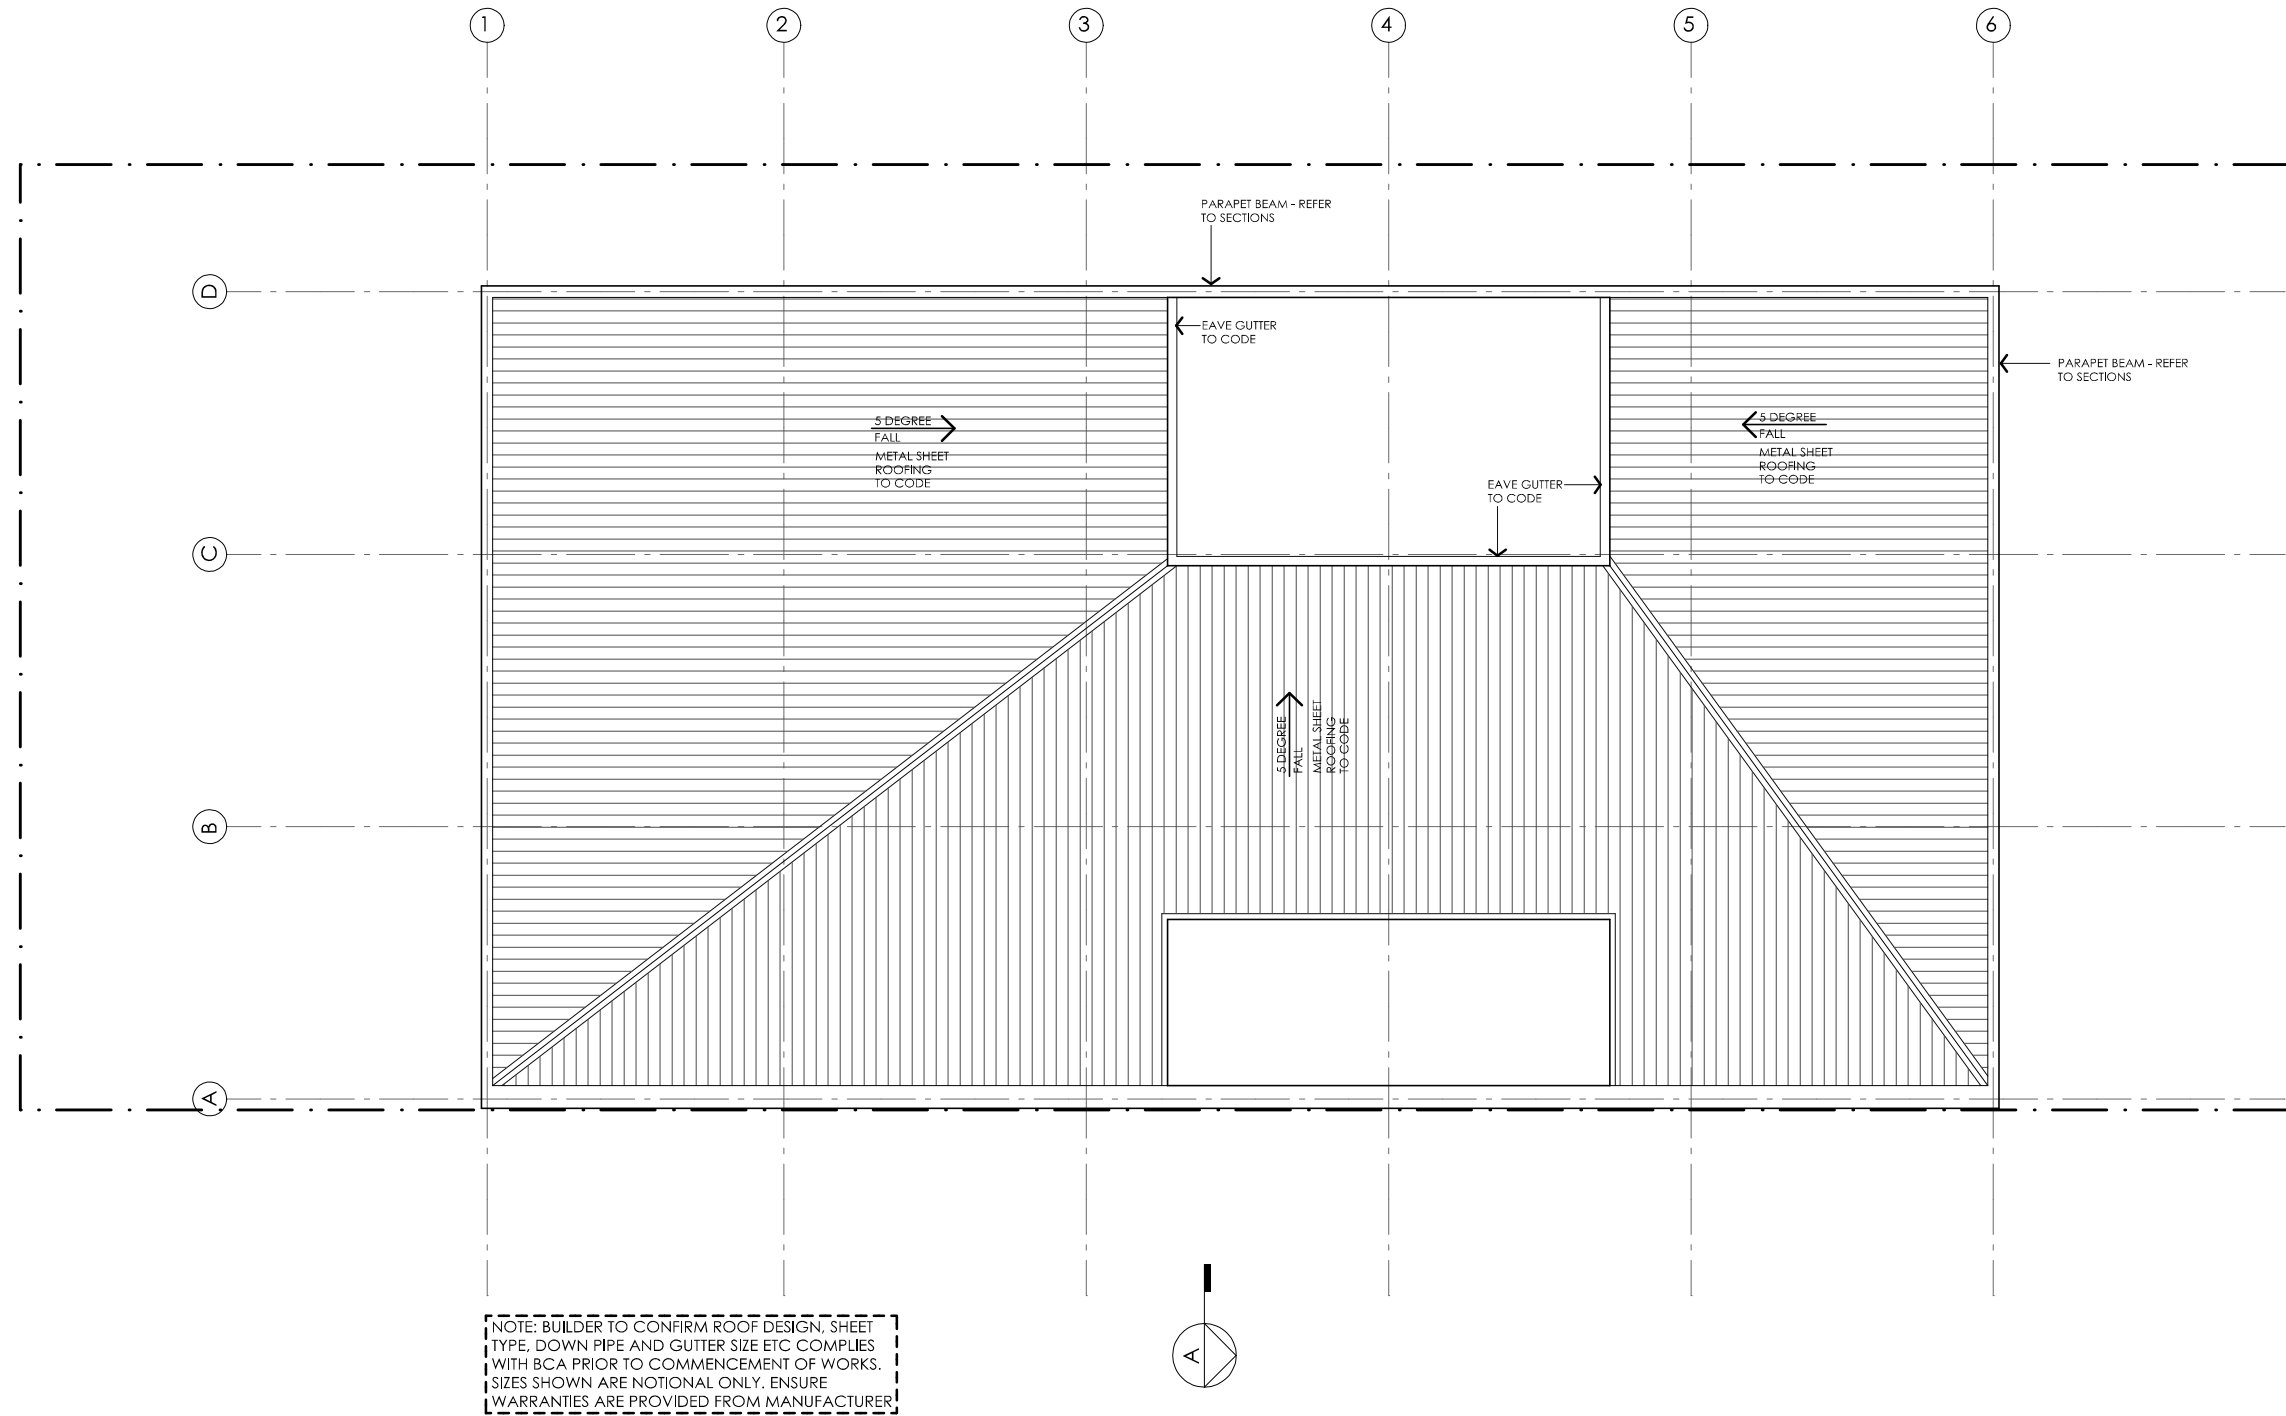 1
2
3
4
5
6
PARAPET BEAM - REFER
TO SECTIONS
D
EAVE GUTTER
TO CODE
PARAPET BEAM - REFER
TO SECTIONS
5 DEGREE
FALL
METAL SHEET
ROOFING
TO CODE
5 DEGREE
FALL
METAL SHEET
ROOFING
TO CODE
EAVE GUTTER
TO CODE
C
5 DEGREE
FALL
METAL SHEET
ROOFING
TO CODE
B
A
NOTE: BUILDER TO CONFIRM ROOF DESIGN, SHEET
TYPE, DOWN PIPE AND GUTTER SIZE ETC COMPLIES
WITH BCA PRIOR TO COMMENCEMENT OF WORKS.
SIZES SHOWN ARE NOTIONAL ONLY. ENSURE
WARRANTIES ARE PROVIDED FROM MANUFACTURER
A